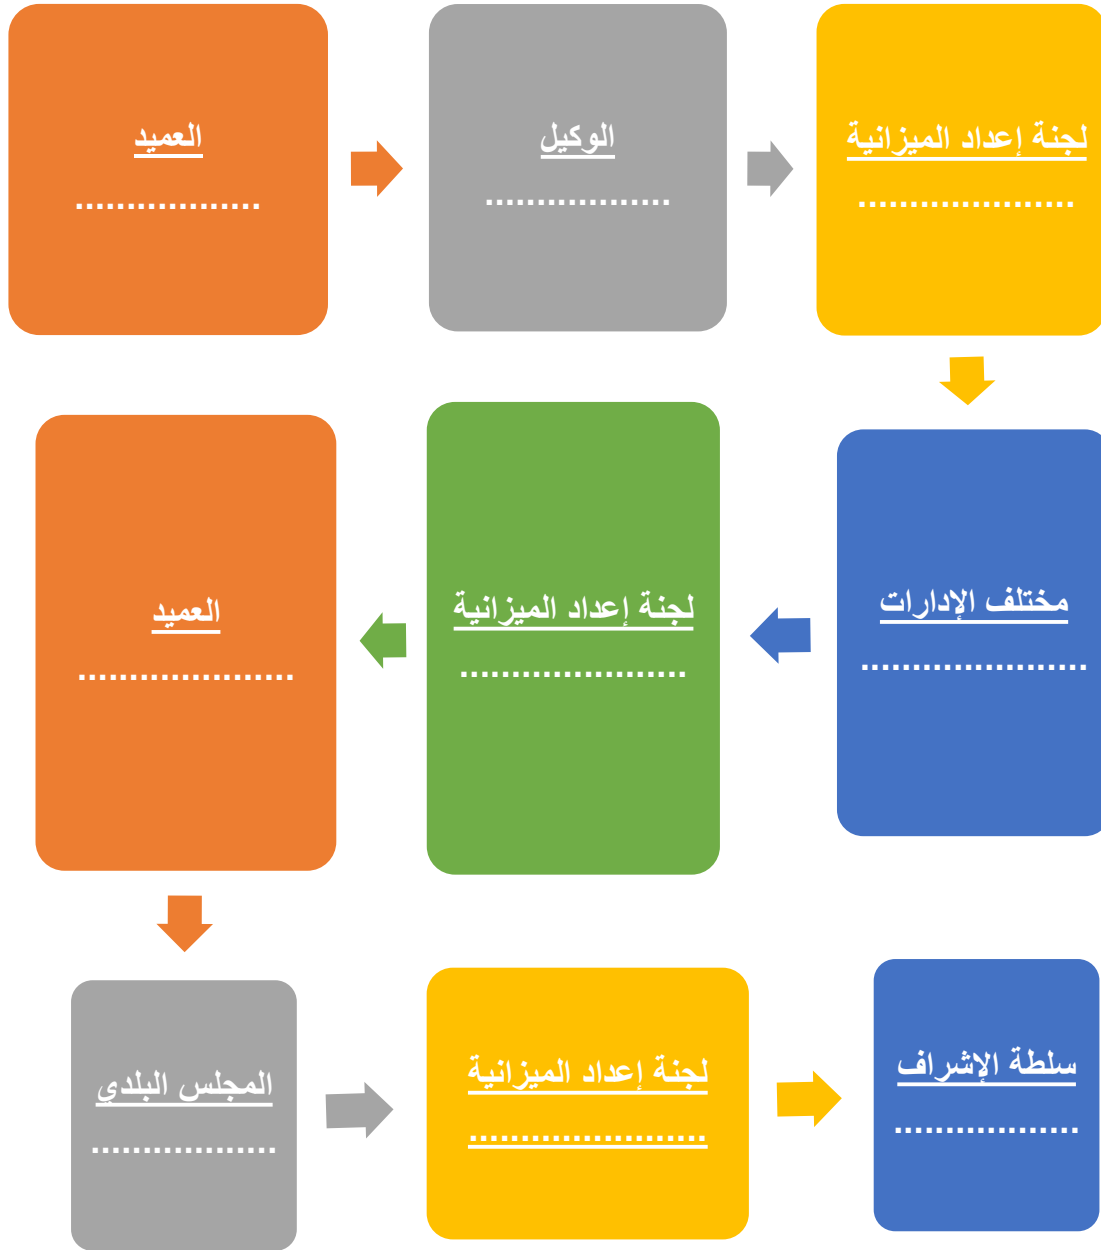 العميد
..................
الوكيل
..................
لجنة إعداد الميزانية
.....................
مختلف الإدارات
......................
لجنة إعداد الميزانية
......................
العميد
.....................
المجلس البلدي
..................
لجنة إعداد الميزانية
.......................
سلطة الإشراف
..................